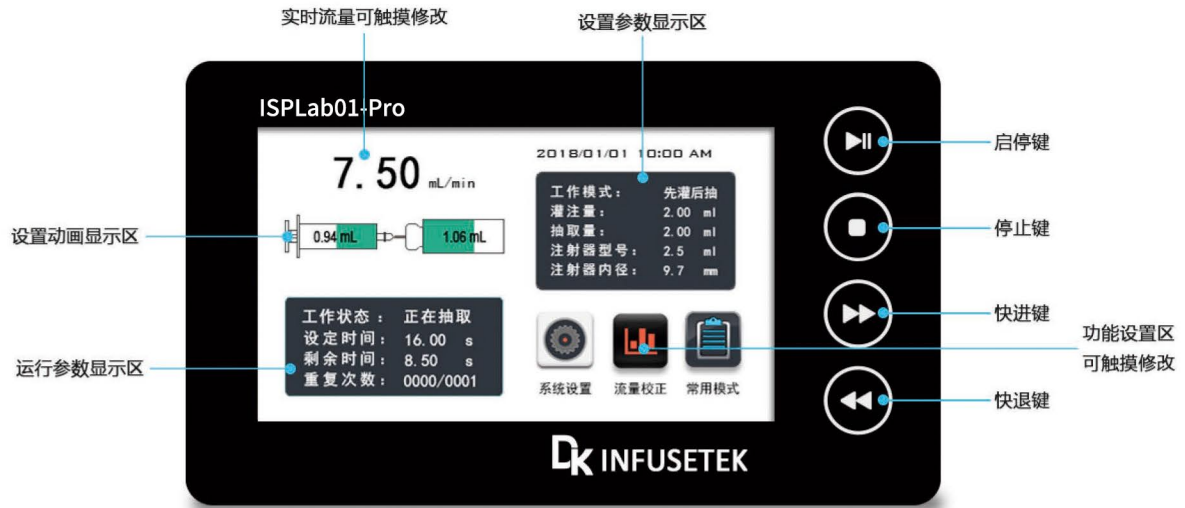 实时流量可触摸修改
设置参数显示区
ISPLab01-Pro
7.50 mL/min
2018/01/01 10:00 AM
工作模式： 先灌后抽
灌注量： 2.00 ml
抽取量： 2.00 ml
注射器型号： 2.5 ml
注射器内径： 9.7 mm
启停键
设置动画显示区
0.94 mL
1.06 mL
停止键
工作状态： 正在抽取
设定时间： 16.00 s
剩余时间： 8.50 s
重复次数： 0000/0001
运行参数显示区
系统设置
流量校正
常用模式
快进键
功能设置区
可触摸修改
快退键
DK INFUSETEK